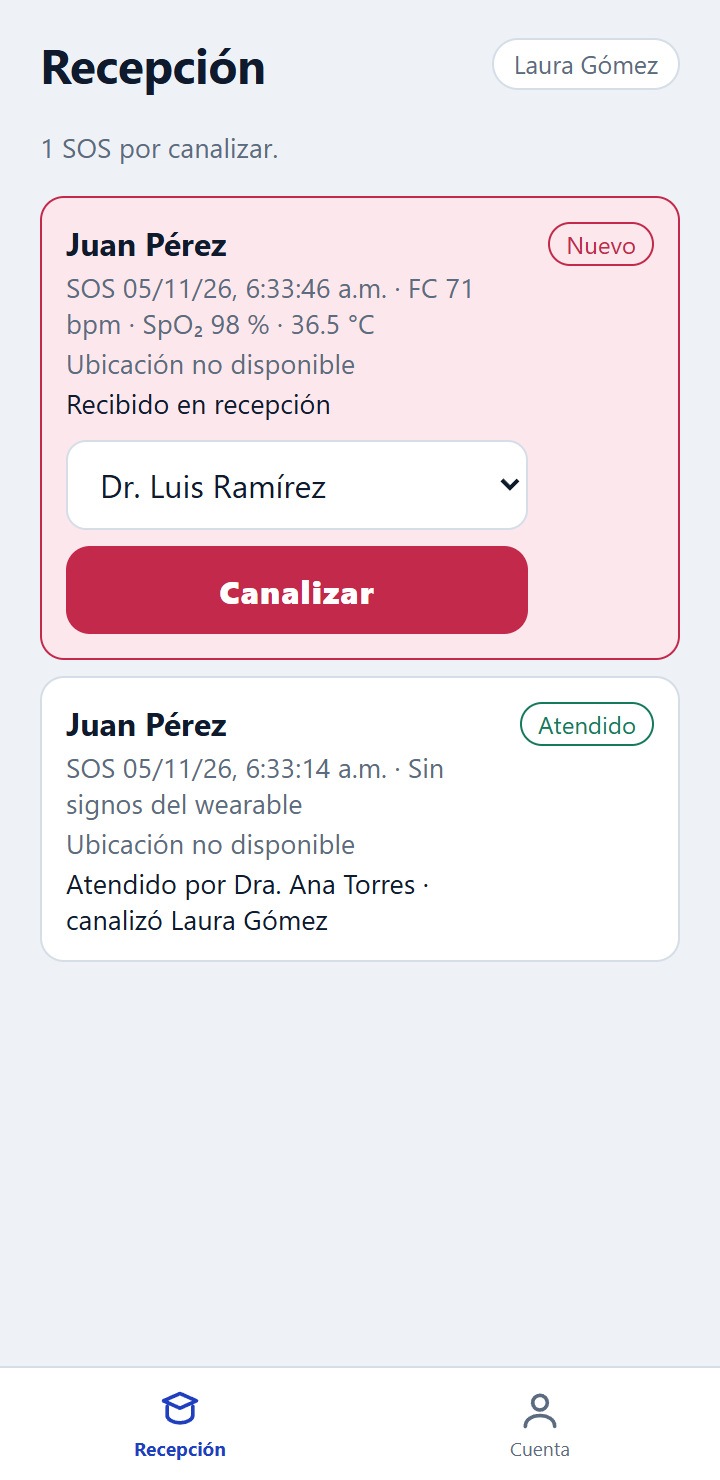 Recepción
Laura Gómez
1 SOS por canalizar.
Juan Pérez
Nuevo
SOS 05/11/26, 6:33:46 a.m. · FC 71
bpm · SpO₂ 98 % · 36.5 °C
Ubicación no disponible
Recibido en recepción
Dr. Luis Ramírez
Canalizar
Juan Pérez
Atendido
SOS 05/11/26, 6:33:14 a.m. · Sin
signos del wearable
Ubicación no disponible
Atendido por Dra. Ana Torres ·
canalizó Laura Gómez
Recepción
Cuenta